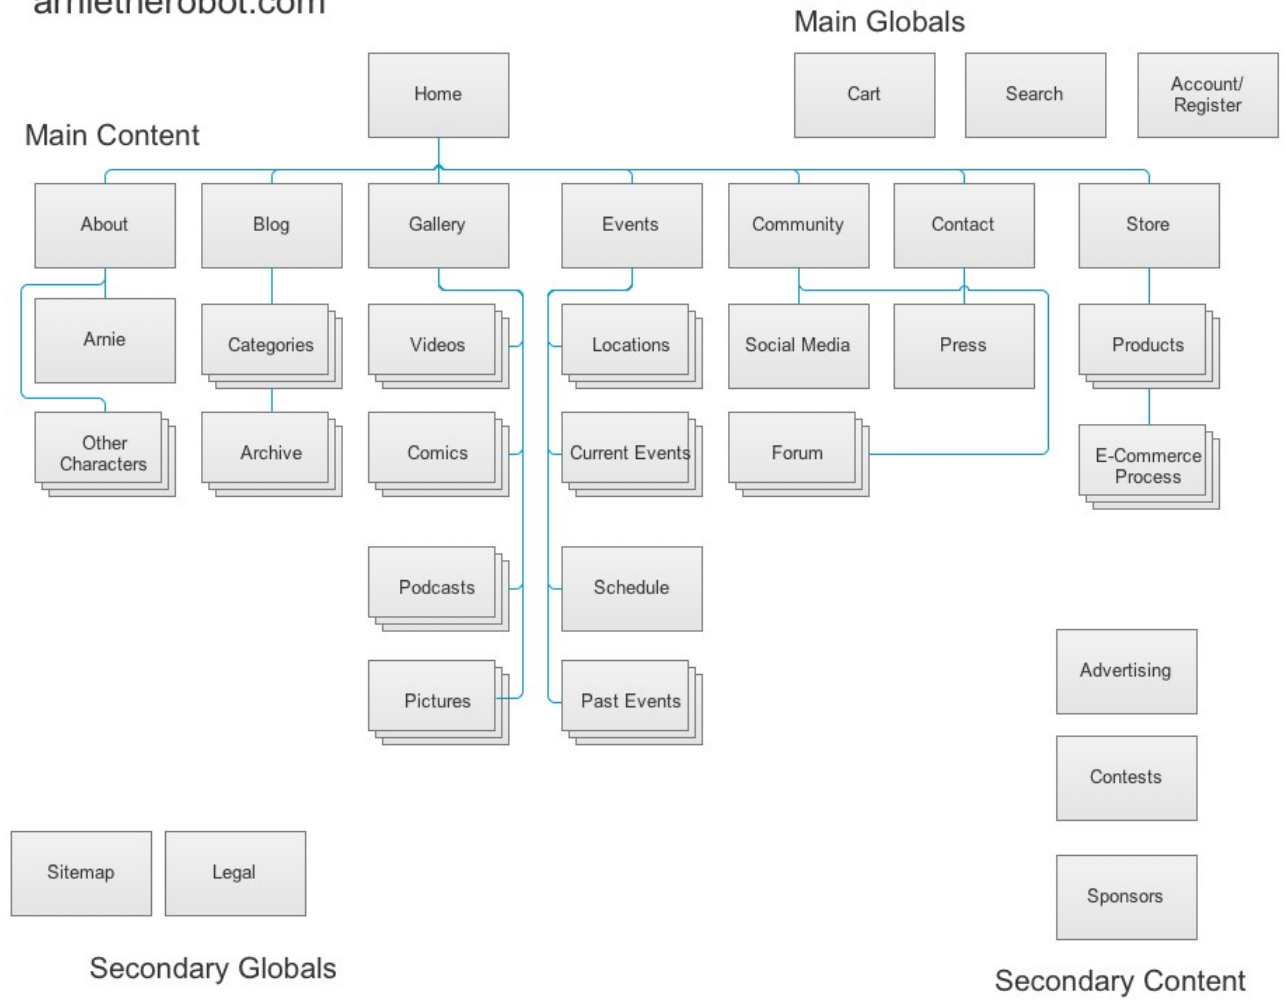 arnietherobot.com
Main Globals
Home
Cart
Search
Account/
Register
Main Content
About
Blog
Gallery
Events
Community
Contact
Store
Arnie
Categories
Videos
Locations
Social Media
Press
Products
Other
Characters
Archive
Comics
Current Events
Forum
E-Commerce
Process
Podcasts
Schedule
Advertising
Pictures
Past Events
Contests
Sitemap
Legal
Sponsors
Secondary Globals
Secondary Content